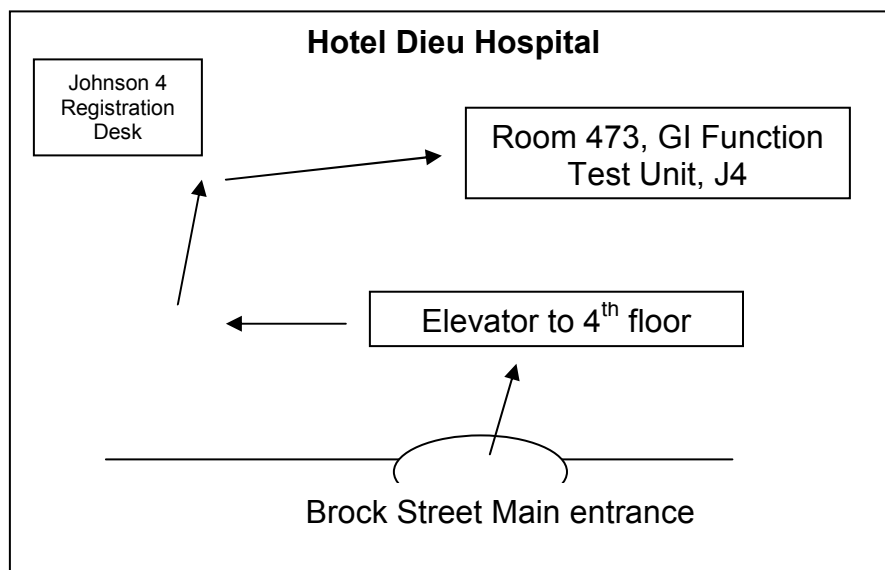 Hotel Dieu Hospital
Johnson 4
Registration
Desk
Room 473, GI Function
Test Unit, J4
Elevator to 4th floor
Brock Street Main entrance